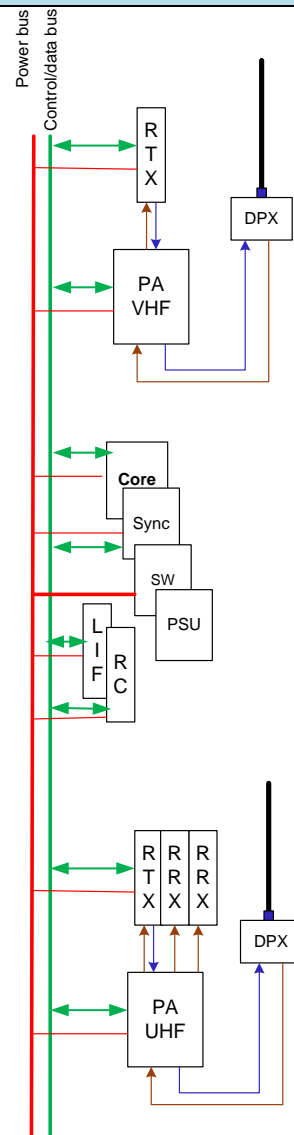 Power bus
Control/data bus
R
T
X
DPX
PA
VHF
Core
Sync
SW
PSU
L
I
F
R
C
R
T
X
R
R
X
R
R
X
DPX
PA
UHF